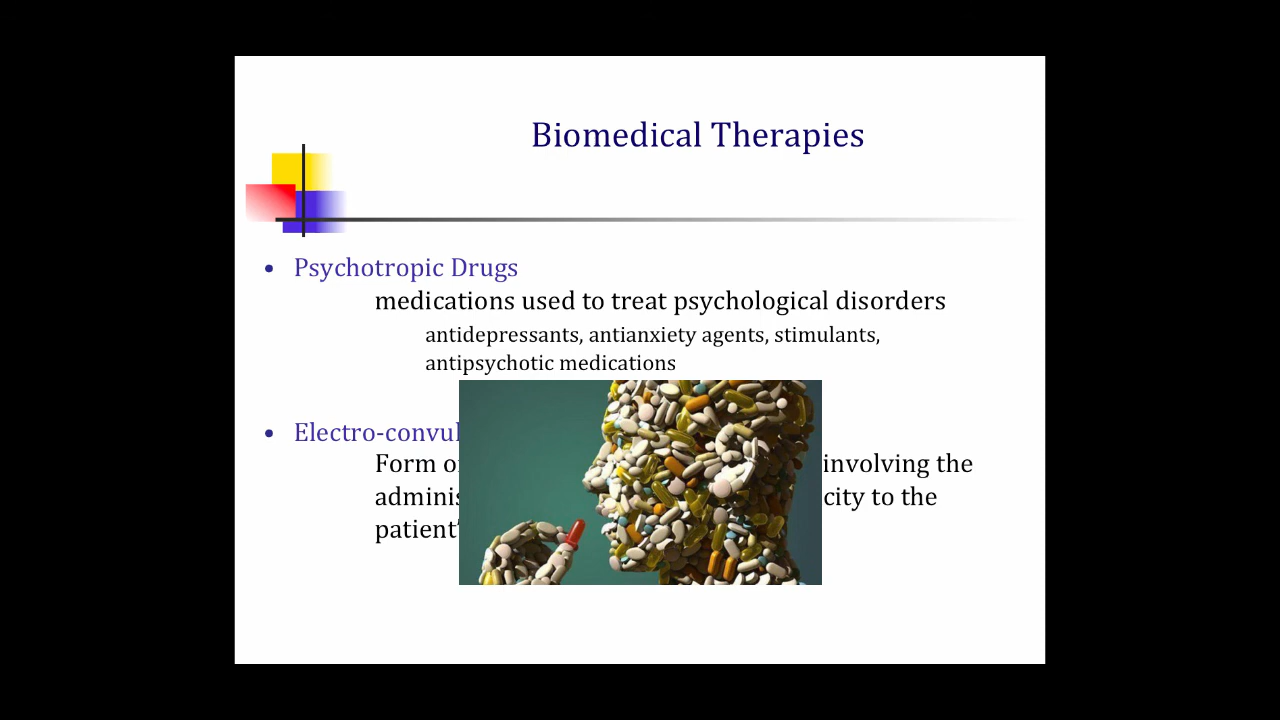 Biomedical Therapies
• Psychotropic Drugs
medications used to treat psychological disorders
antidepressants, antianxiety agents, stimulants,
antipsychotic medications
• Electro-convul
Form involving the
adminis city to the
patient'